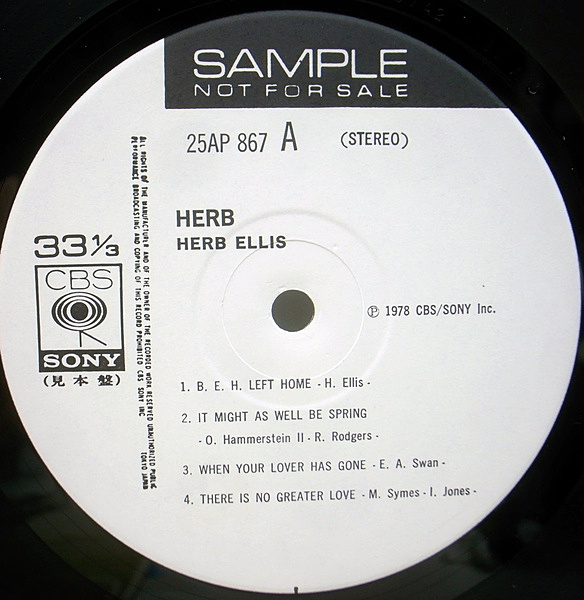 SAMPLE
NOT FOR SALE
25AP 867 A (STEREO)
HERB
HERB ELLIS
33 1/3
CBS
SONY
(見本盤)
ALL RIGHTS OF THE MANUFACTURER AND OF THE OWNER OF THE RECORDED WORK RESERVED UNAUTHORIZED PUBLIC
PERFORMANCE BROADCASTING AND COPYING OF THIS RECORD PROHIBITED CBS SONY INC TOKYO JAPAN
℗ 1978 CBS/SONY Inc.
1. B. E. H. LEFT HOME - H. Ellis -
2. IT MIGHT AS WELL BE SPRING
- O. Hammerstein II - R. Rodgers -
3. WHEN YOUR LOVER HAS GONE - E. A. Swan -
4. THERE IS NO GREATER LOVE - M. Symes - I. Jones -